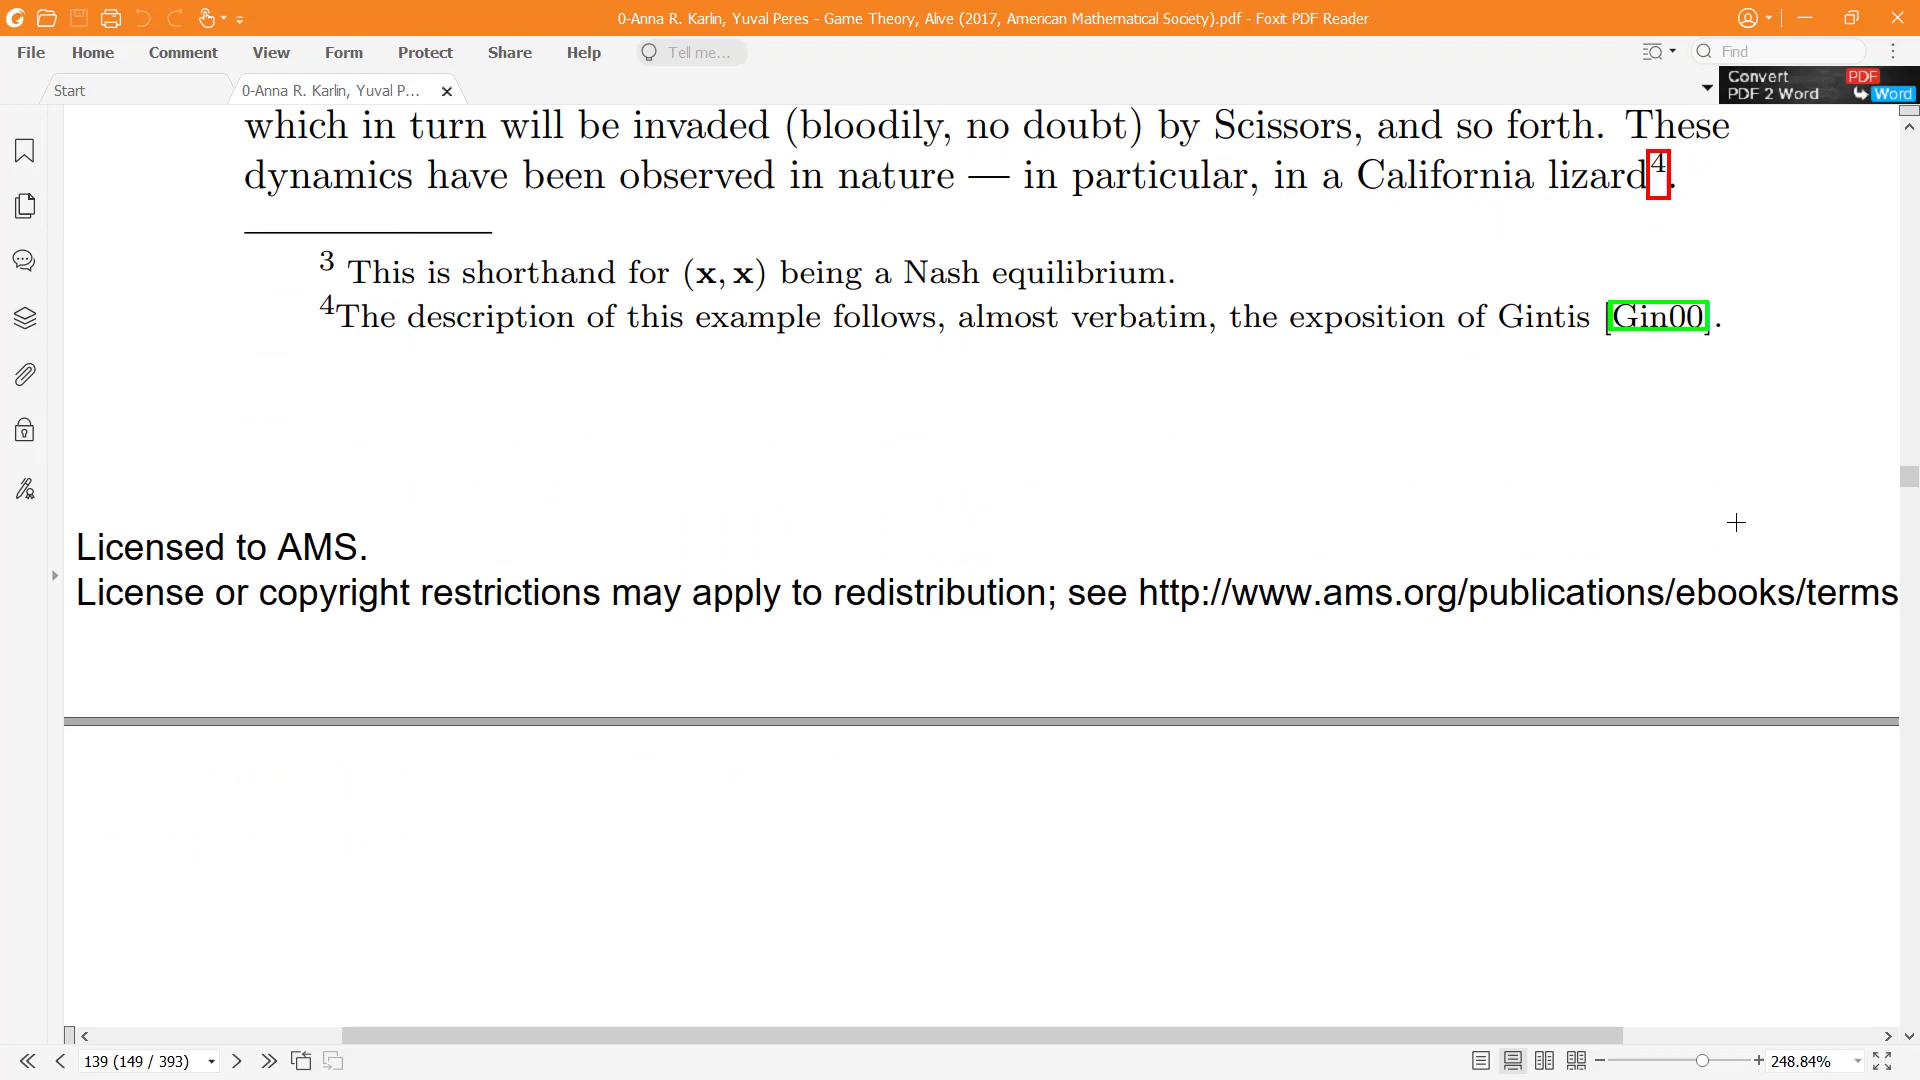 0-Anna R. Karlin, Yuval Peres - Game Theory, Alive (2017, American Mathematical Society).pdf - Foxit PDF Reader
File Home Comment View Form Protect Share Help Tell me... Find
Start 0-Anna R. Karlin, Yuval P... Convert PDF
PDF 2 Word Word
which in turn will be invaded (bloodily, no doubt) by Scissors, and so forth. These
dynamics have been observed in nature — in particular, in a California lizard4.
3 This is shorthand for (x, x) being a Nash equilibrium.
4The description of this example follows, almost verbatim, the exposition of Gintis [Gin00].
Licensed to AMS.
License or copyright restrictions may apply to redistribution; see http://www.ams.org/publications/ebooks/terms
139 (149 / 393) 248.84%